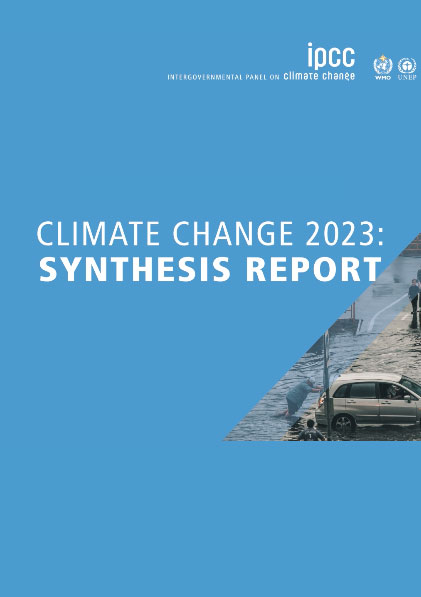 ipcc
INTERGOVERNMENTAL PANEL ON climate change
WMO
UNEP
CLIMATE CHANGE 2023:
SYNTHESIS REPORT